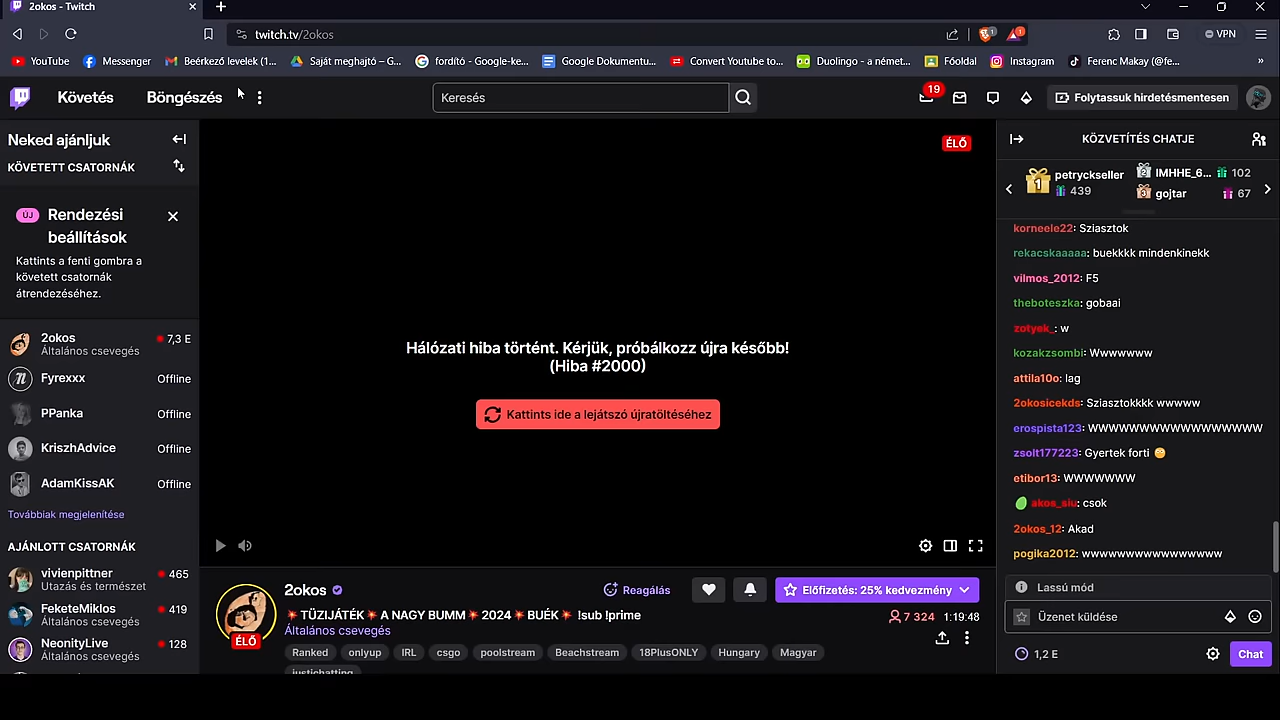 2okos - Twitch
twitch.tv/2okos
1
1
VPN
YouTube
Messenger
Beérkező levelek (1...
Saját meghajtó – G...
fordító - Google-ke...
Google Dokumentu...
Convert Youtube to...
Duolingo – a német...
Főoldal
Instagram
Ferenc Makay (@fe...
»
Követés
Böngészés
Keresés
19
Folytassuk hirdetésmentesen
Neked ajánljuk
KÖVETETT CSATORNÁK
ÚJ
Rendezési
beállítások
Kattints a fenti gombra a
követett csatornák
átrendezéséhez.
2okos
7,3 E
Általános csevegés
Fyrexxx
Offline
PPanka
Offline
KriszhAdvice
Offline
AdamKissAK
Offline
Továbbiak megjelenítése
AJÁNLOTT CSATORNÁK
vivienpittner
465
Utazás és természet
FeketeMiklos
419
Általános csevegés
NeonityLive
128
Általános csevegés
ÉLŐ
Hálózati hiba történt. Kérjük, próbálkozz újra később!
(Hiba #2000)
Kattints ide a lejátszó újratöltéséhez
2okos
Reagálás
Előfizetés: 25% kedvezmény
💥TŰZIJÁTÉK💥A NAGY BUMM💥2024💥BUÉK💥 !sub !prime
7 324
1:19:48
ÉLŐ
Általános csevegés
Ranked
onlyup
IRL
csgo
poolstream
Beachstream
18PlusONLY
Hungary
Magyar
justichatting
KÖZVETÍTÉS CHATJE
1
petryckseller
439
2
IMHHE_6...
102
3
gojtar
67
korneele22: Sziasztok
rekacskaaaaa: buekkkk mindenkinekk
vilmos_2012: F5
theboteszka: gobaai
zotyek_: w
kozakzsombi: Wwwwwww
attila10o: lag
2okosicekds: Sziasztokkkk wwwww
erospista123: WWWWWWWWWWWWWWWWW
zsolt177223: Gyertek forti
etibor13: WWWWWWW
akos_siu: csok
2okos_12: Akad
pogika2012: wwwwwwwwwwwwwwww
Lassú mód
Üzenet küldése
1,2 E
Chat